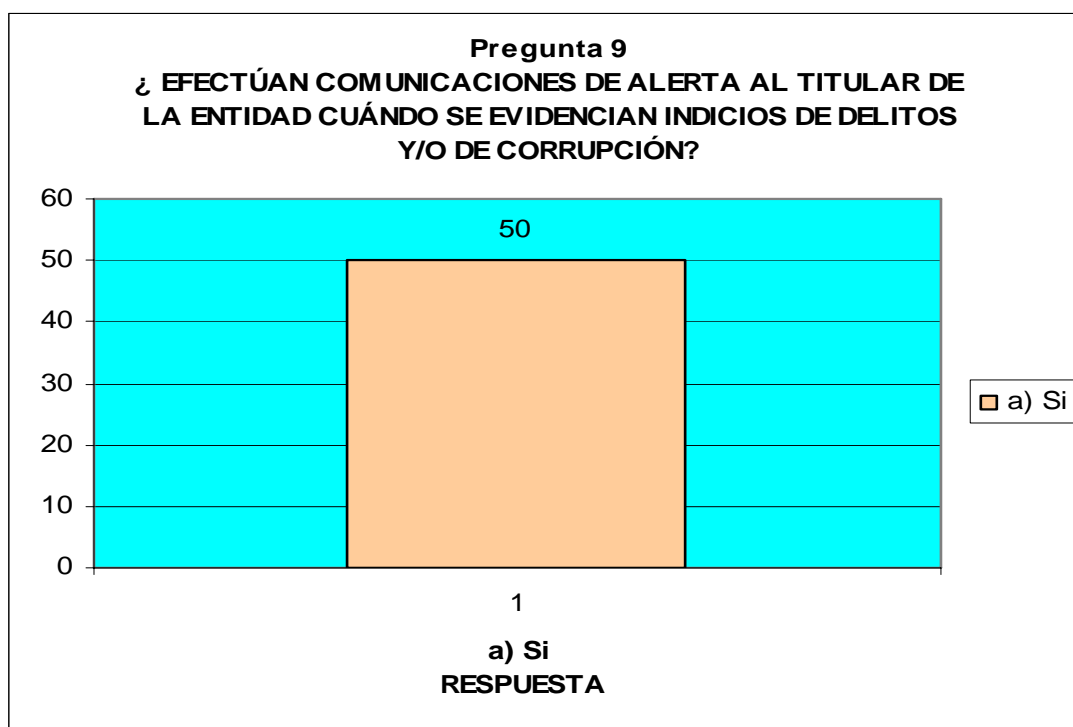 Pregunta 9
¿ EFECTÚAN COMUNICACIONES DE ALERTA AL TITULAR DE
LA ENTIDAD CUÁNDO SE EVIDENCIAN INDICIOS DE DELITOS
Y/O DE CORRUPCIÓN?
60
50
50
40
30
20
10
0
a) Si
1
a) Si
RESPUESTA